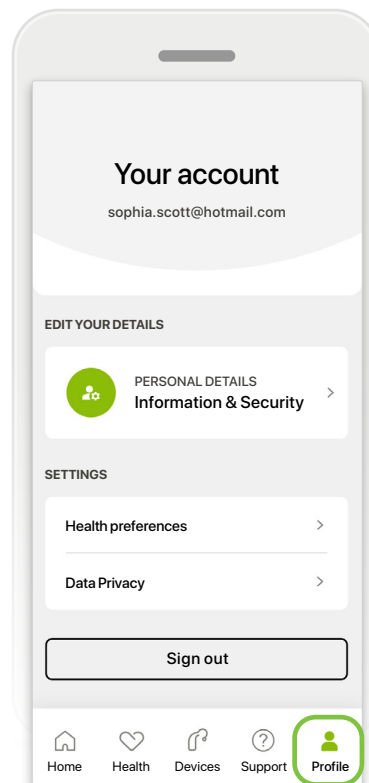 Your account
sophia.scott@hotmail.com
EDIT YOUR DETAILS
PERSONAL DETAILS
Information & Security
SETTINGS
Health preferences
Data Privacy
Sign out
Home Health Devices Support Profile